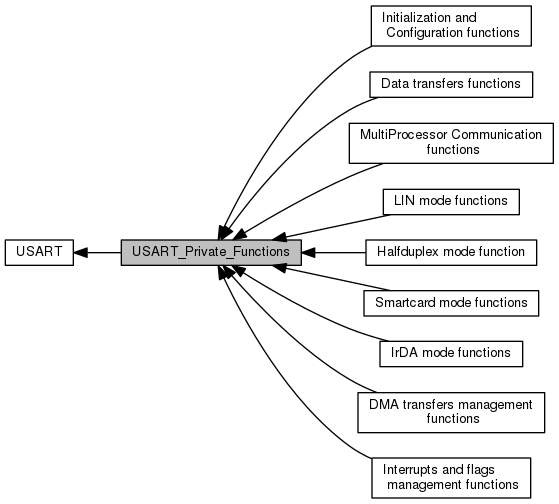 Initialization and
Configuration functions
Data transfers functions
MultiProcessor Communication
functions
LIN mode functions
USART
USART_Private_Functions
Halfduplex mode function
Smartcard mode functions
IrDA mode functions
DMA transfers management
functions
Interrupts and flags
management functions